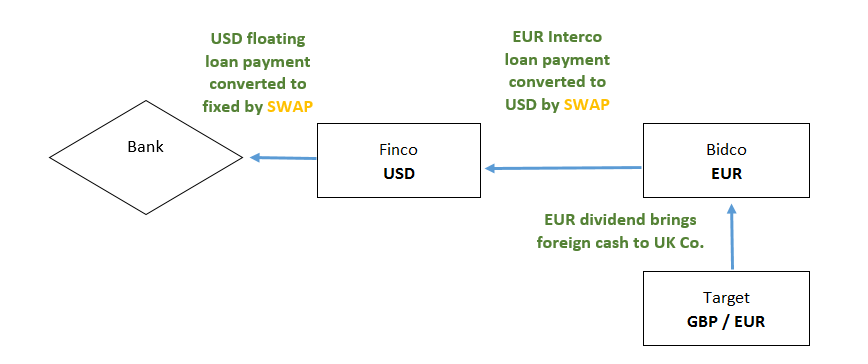 USD floating
loan payment
converted to
fixed by SWAP
EUR Interco
loan payment
converted to
USD by SWAP
Bank
Finco
USD
Bidco
EUR
EUR dividend brings
foreign cash to UK Co.
Target
GBP / EUR